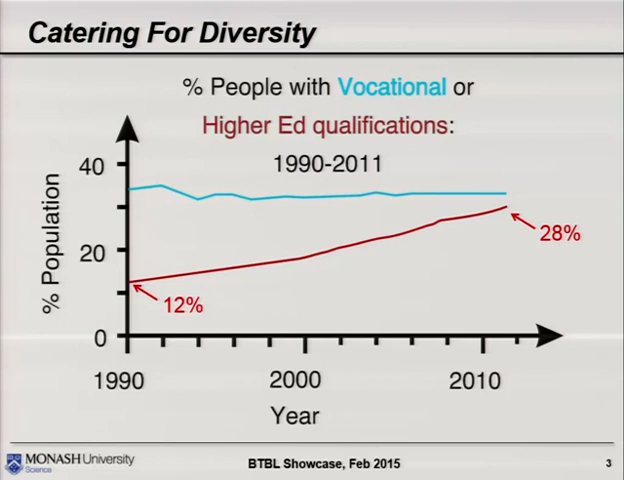 Catering For Diversity
% People with Vocational or
Higher Ed qualifications:
1990-2011
% Population
40
20
0
12%
28%
1990
2000
2010
Year
MONASH University
Science
BTBL Showcase, Feb 2015
3